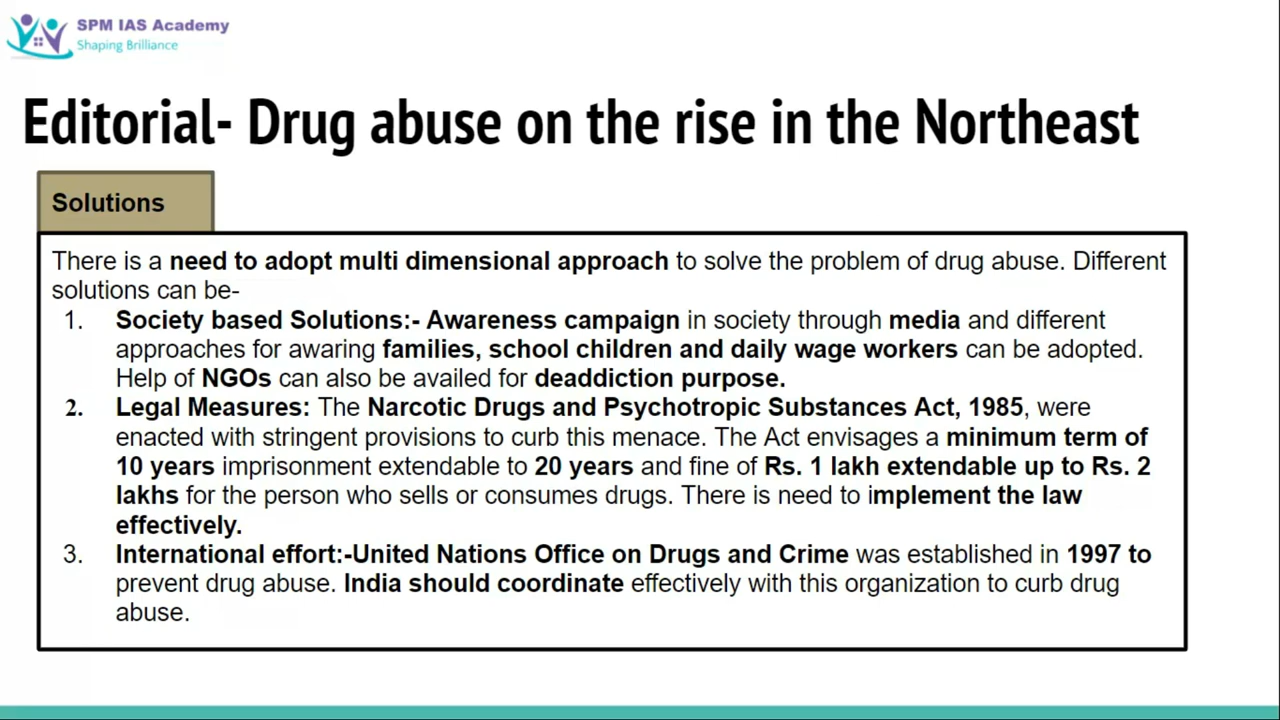 SPM IAS Academy
Shaping Brilliance
Editorial- Drug abuse on the rise in the Northeast
Solutions
There is a need to adopt multi dimensional approach to solve the problem of drug abuse. Different
solutions can be-
1. Society based Solutions:- Awareness campaign in society through media and different
approaches for awaring families, school children and daily wage workers can be adopted.
Help of NGOs can also be availed for deaddiction purpose.
2. Legal Measures: The Narcotic Drugs and Psychotropic Substances Act, 1985, were
enacted with stringent provisions to curb this menace. The Act envisages a minimum term of
10 years imprisonment extendable to 20 years and fine of Rs. 1 lakh extendable up to Rs. 2
lakhs for the person who sells or consumes drugs. There is need to implement the law
effectively.
3. International effort:-United Nations Office on Drugs and Crime was established in 1997 to
prevent drug abuse. India should coordinate effectively with this organization to curb drug
abuse.